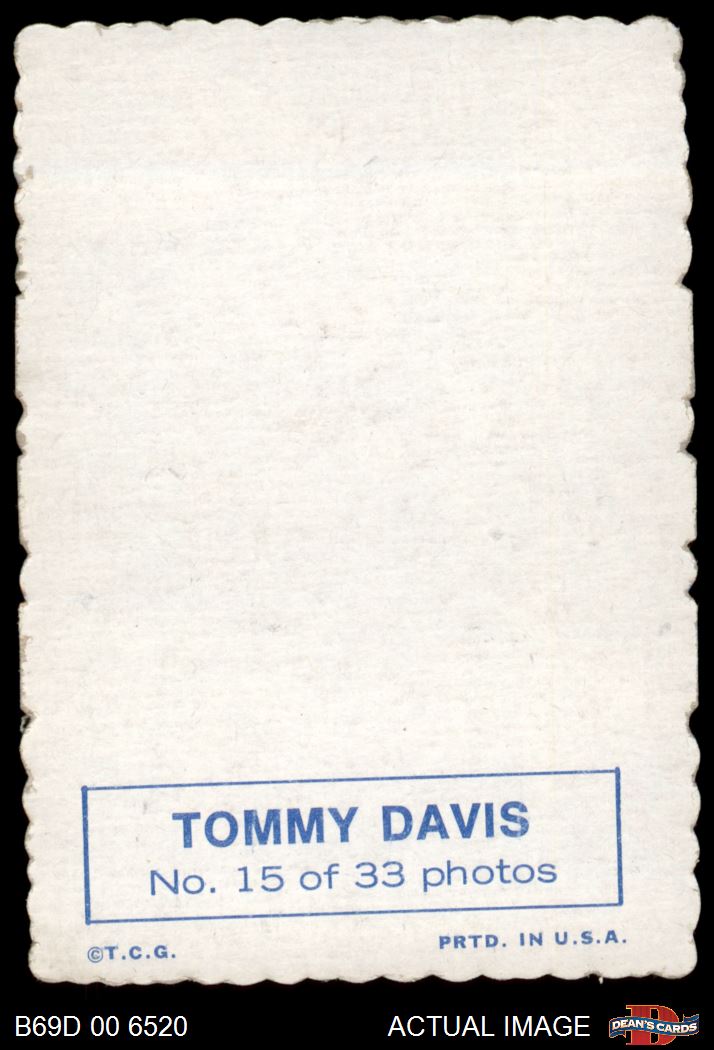 TOMMY DAVIS
No. 15 of 33 photos
©T.C.G.
PRTD. IN U.S.A.
B69D 00 6520
ACTUAL IMAGE
D
DEAN'S CARDS